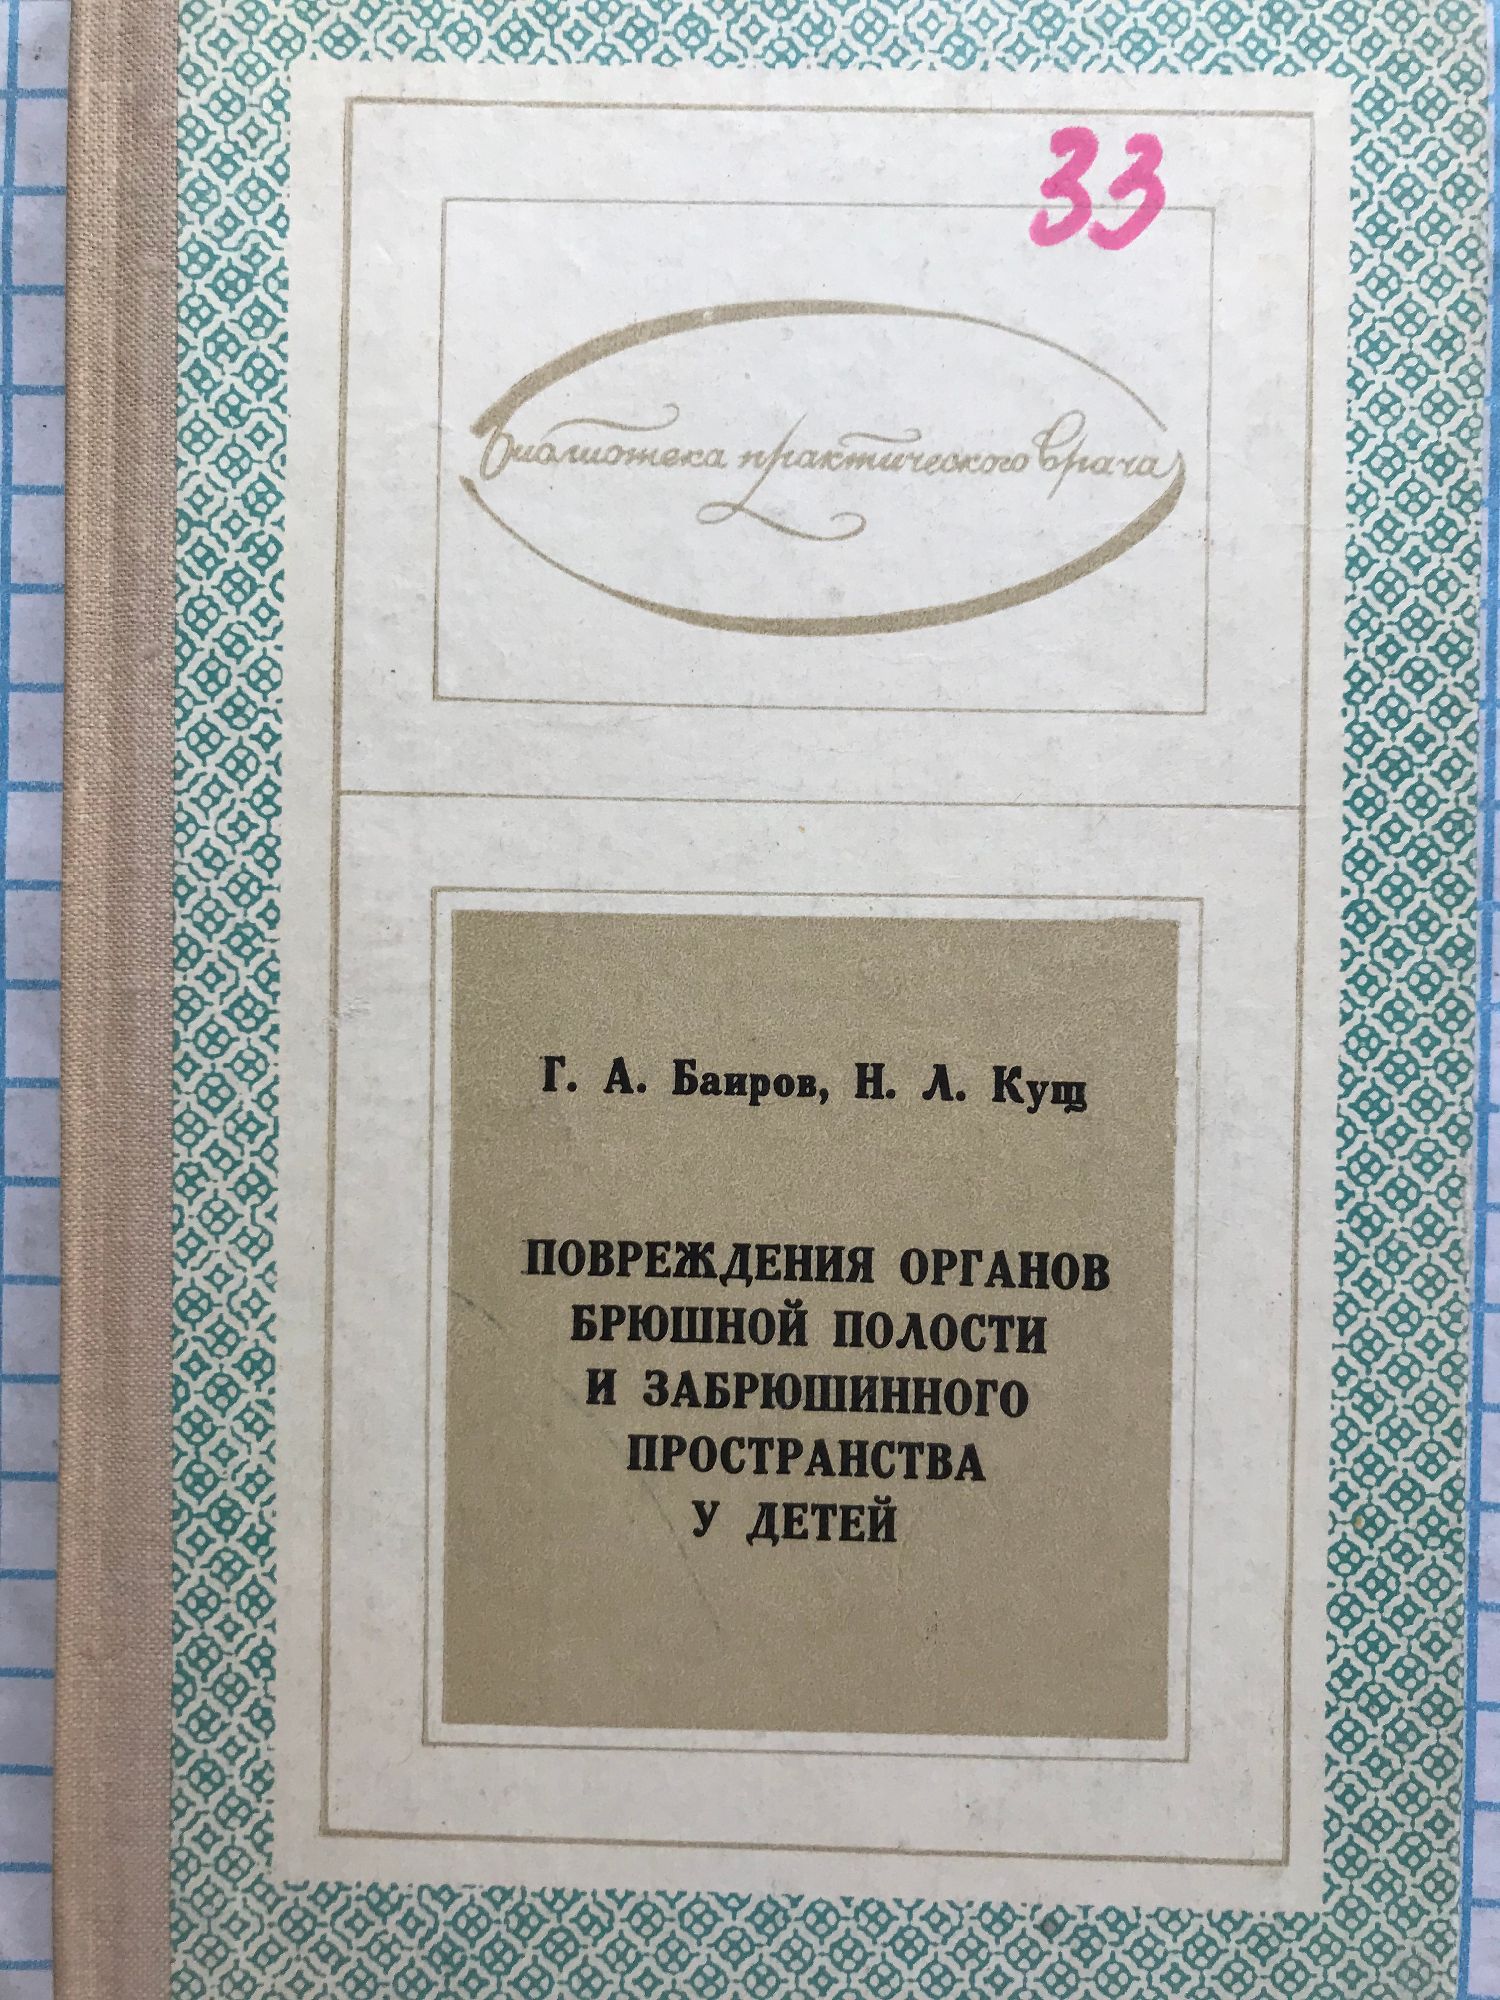 33
Библиотека практического врача
Г. А. Баиров, Н. Л. Кущ
ПОВРЕЖДЕНИЯ ОРГАНОВ
БРЮШНОЙ ПОЛОСТИ
И ЗАБРЮШИННОГО
ПРОСТРАНСТВА
У ДЕТЕЙ